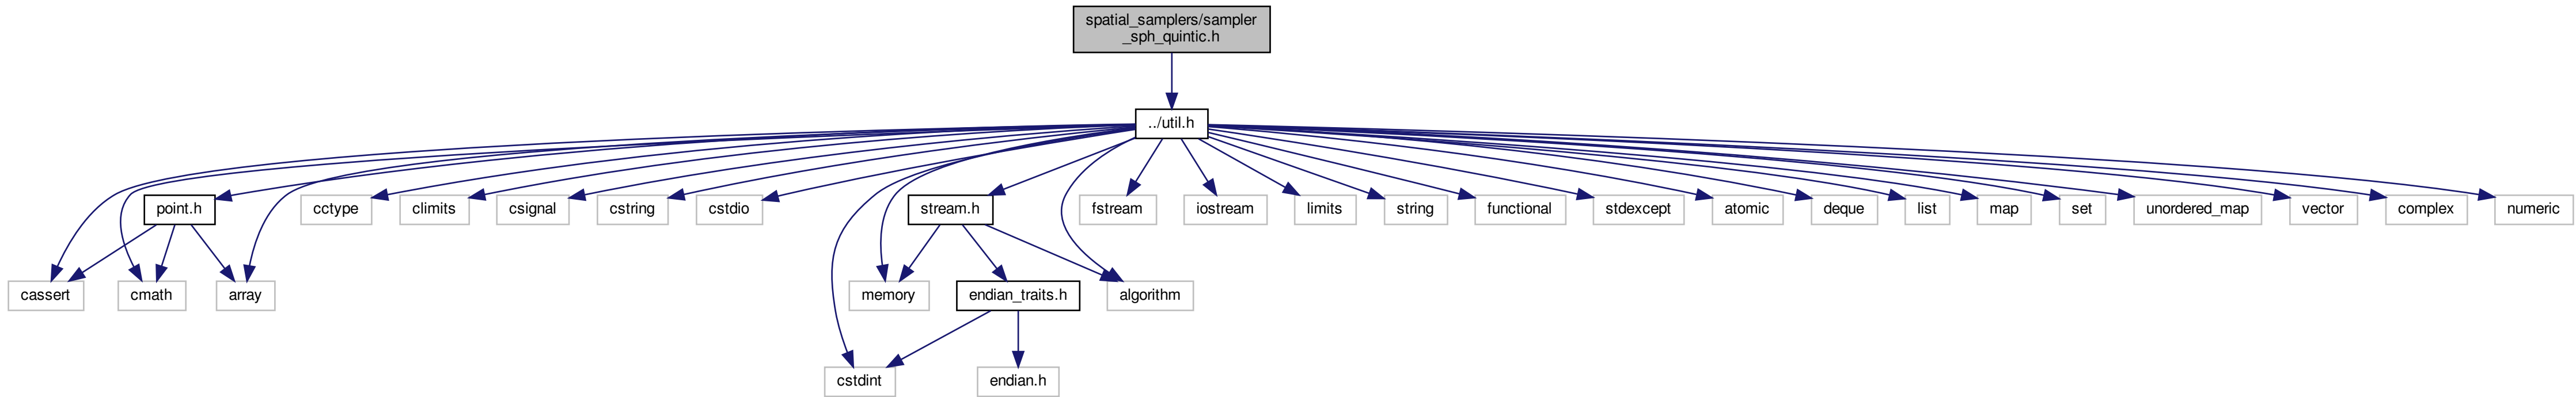 spatial_samplers/sampler
_sph_quintic.h
../util.h
point.h
cctype
climits
csignal
cstring
cstdio
stream.h
fstream
iostream
limits
string
functional
stdexcept
atomic
deque
list
map
set
unordered_map
vector
complex
numeric
cassert
cmath
array
memory
endian_traits.h
algorithm
cstdint
endian.h